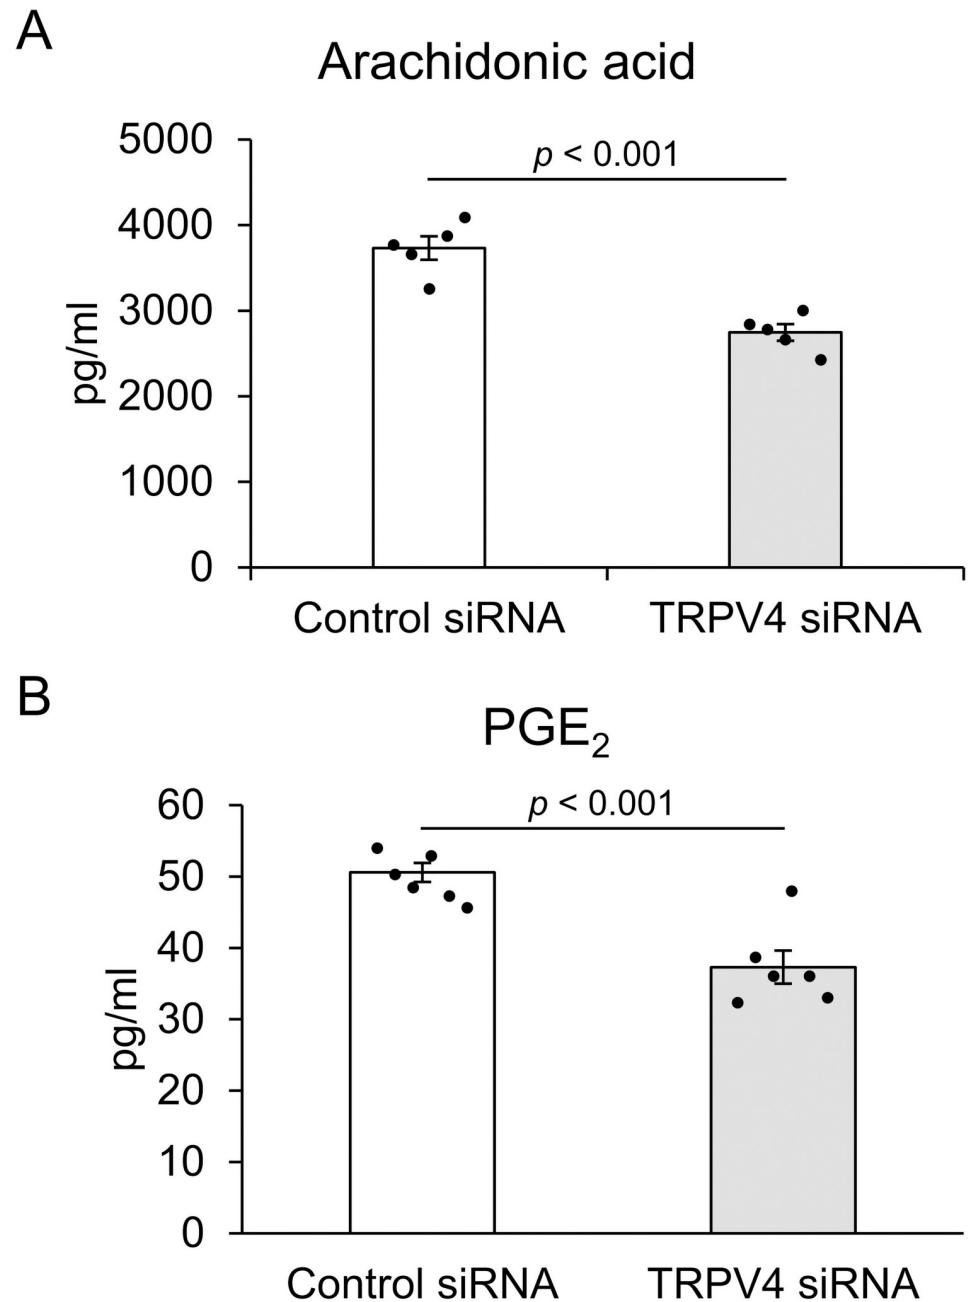 A
Arachidonic acid
5000
p < 0.001
4000
3000
pg/ml
2000
1000
0
Control siRNA TRPV4 siRNA
B
PGE₂
60
p < 0.001
50
40
pg/ml
30
20
10
0
Control siRNA TRPV4 siRNA